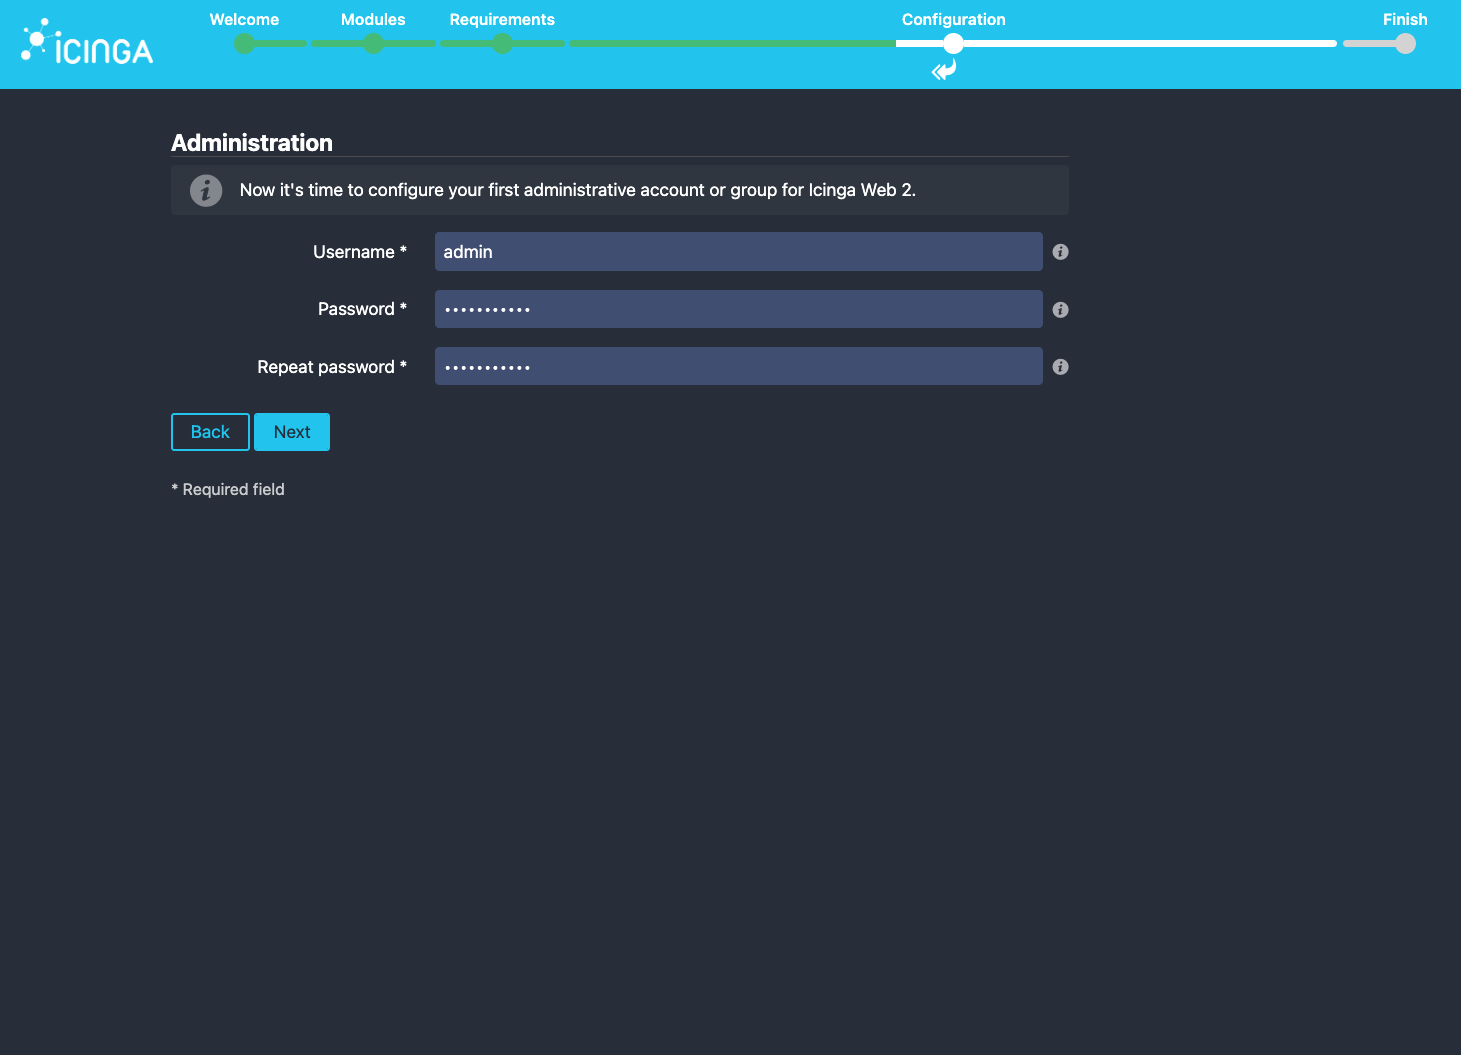 Welcome Modules Requirements Configuration Finish
ICINGA
Administration
Now it's time to configure your first administrative account or group for Icinga Web 2.
Username * admin
Password * •••••••••••
Repeat password * •••••••••••
Back Next
* Required field